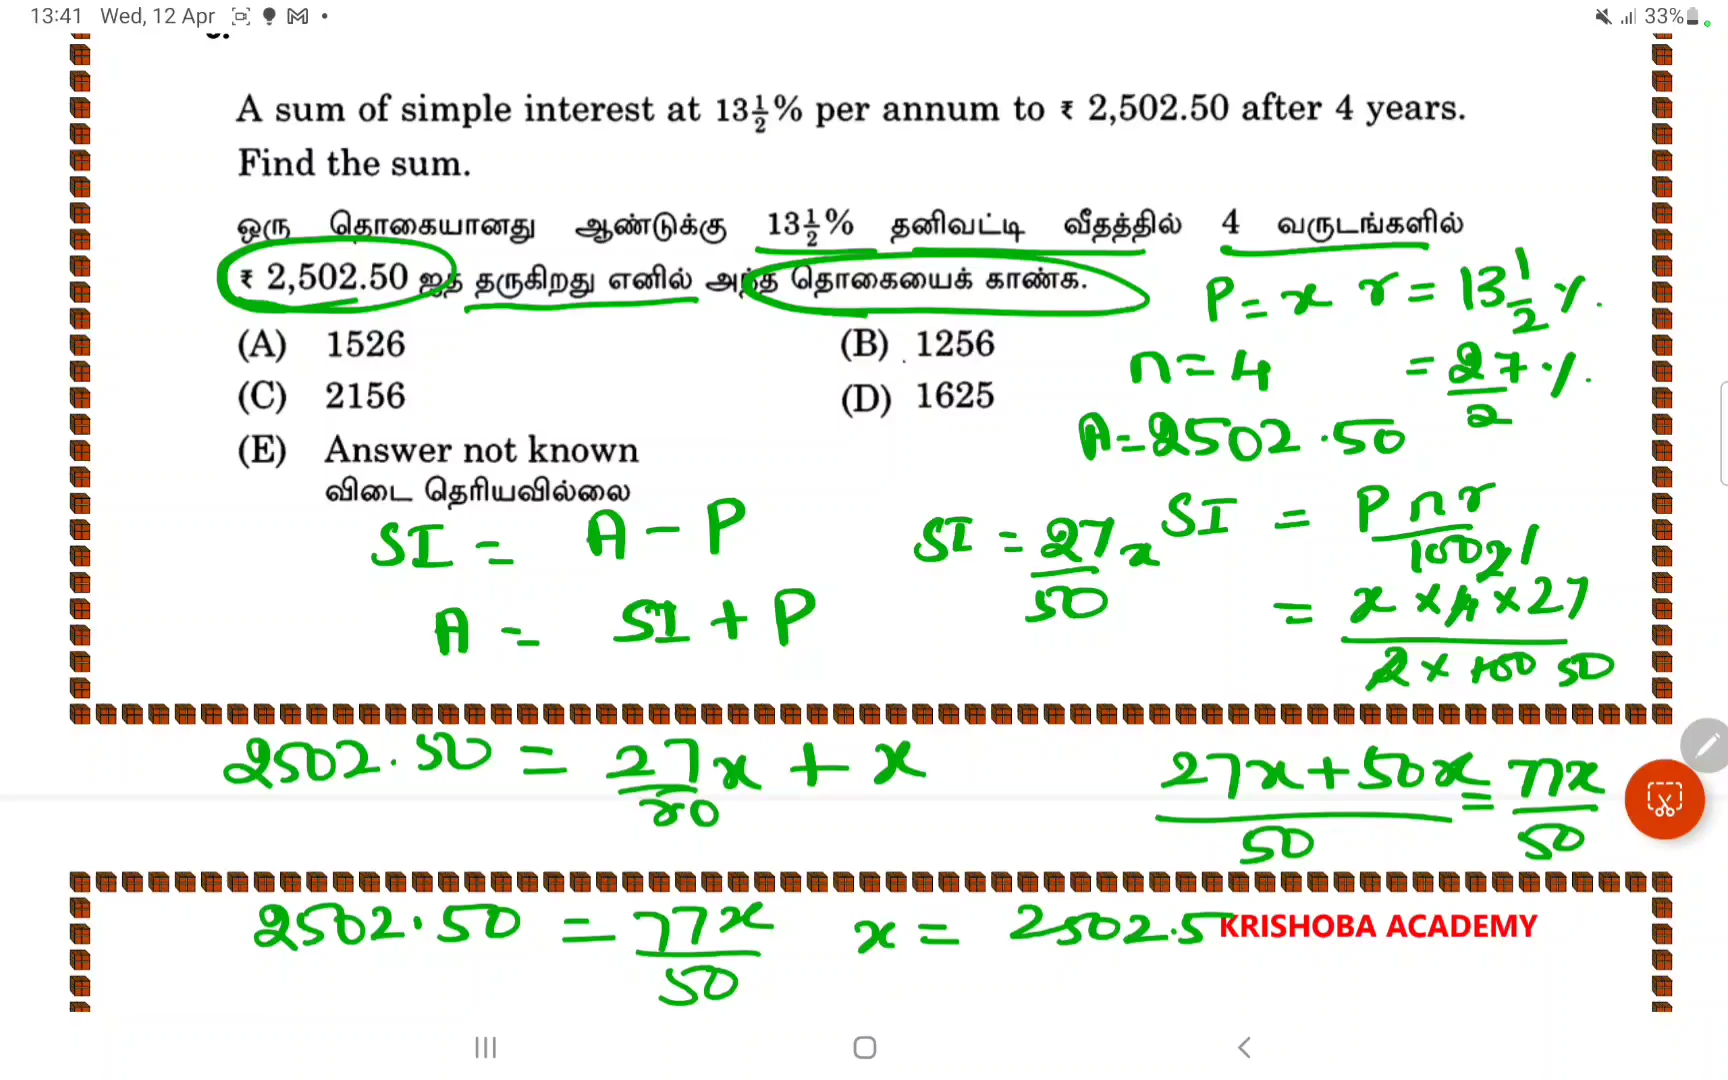 13:41 Wed, 12 Apr
33%
A sum of simple interest at 13½% per annum to ₹ 2,502.50 after 4 years.
Find the sum.
ஒரு தொகையானது ஆண்டுக்கு 13½% தனிவட்டி வீதத்தில் 4 வருடங்களில்
₹ 2,502.50 ஐத் தருகிறது எனில் அந்த தொகையைக் காண்க.
P = x r = 13 1/2 %.
(A) 1526 (B) 1256
n = 4 = 27/2 %.
(C) 2156 (D) 1625
A = 2502.50
(E) Answer not known
விடை தெரியவில்லை
SI = A - P
SI = 27/50 x
SI = Pnr/100
A = SI + P
= x × 4 × 27 / 2 × 100 50
2502.50 = 27x/50 + x
27x + 50x / 50 = 77x/50
2502.50 = 77x/50 x = 2502.5
KRISHOBA ACADEMY